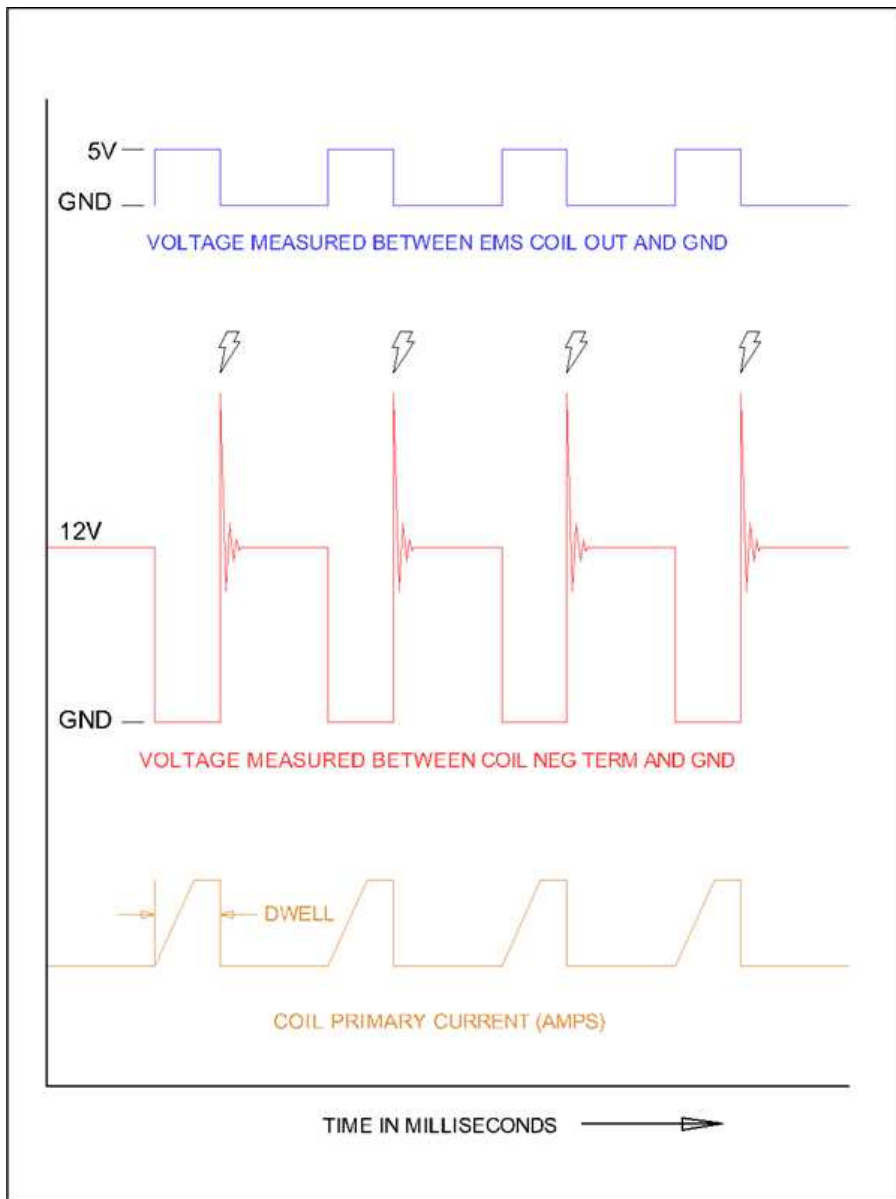 5V
GND
VOLTAGE MEASURED BETWEEN EMS COIL OUT AND GND
12V
GND
VOLTAGE MEASURED BETWEEN COIL NEG TERM AND GND
DWELL
COIL PRIMARY CURRENT (AMPS)
TIME IN MILLISECONDS